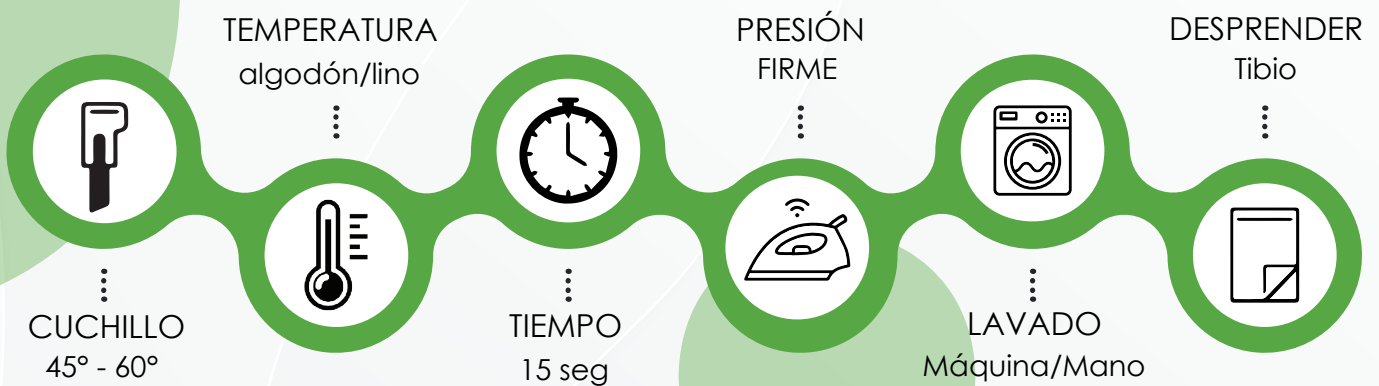 CUCHILLO
45° - 60°
TEMPERATURA
algodón/lino
TIEMPO
15 seg
PRESIÓN
FIRME
LAVADO
Máquina/Mano
DESPRENDER
Tibio